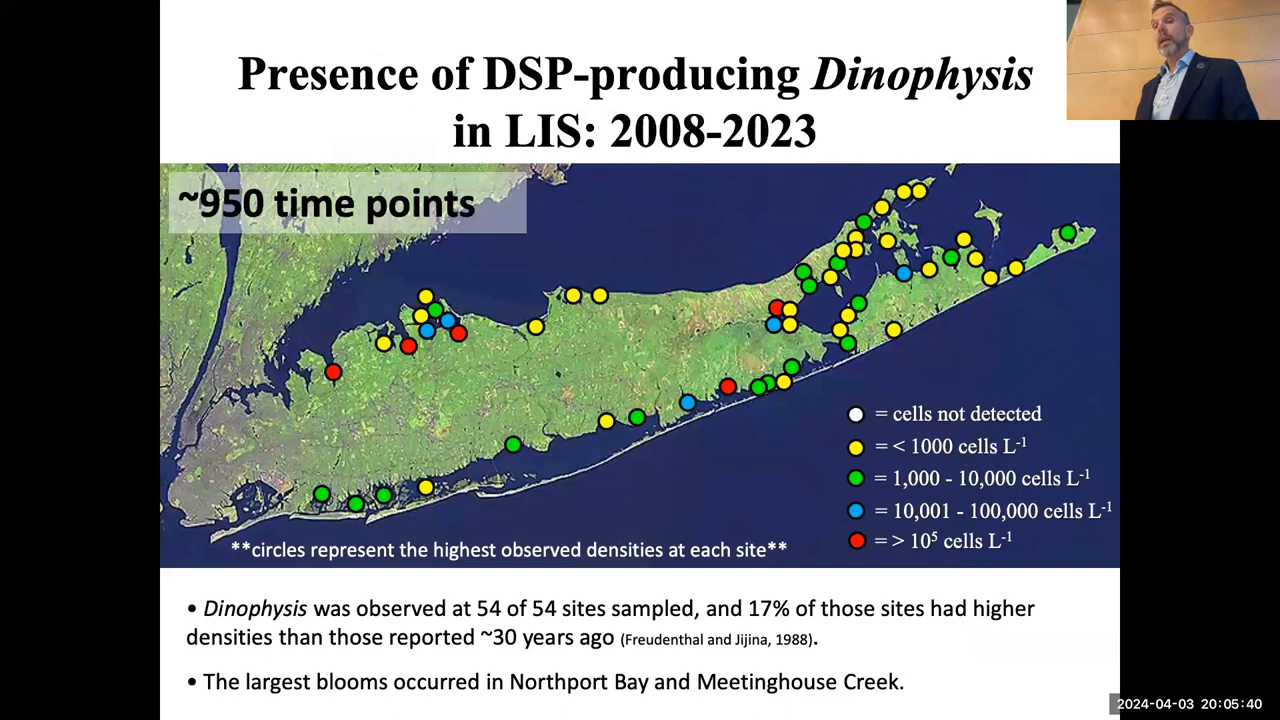 Presence of DSP-producing Dinophysis
in LIS: 2008-2023
~950 time points
= cells not detected
= < 1000 cells L-1
= 1,000 - 10,000 cells L-1
= 10,001 - 100,000 cells L-1
= > 105 cells L-1
**circles represent the highest observed densities at each site**
• Dinophysis was observed at 54 of 54 sites sampled, and 17% of those sites had higher
densities than those reported ~30 years ago (Freudenthal and Jijina, 1988).
• The largest blooms occurred in Northport Bay and Meetinghouse Creek.
2024-04-03 20:05:40